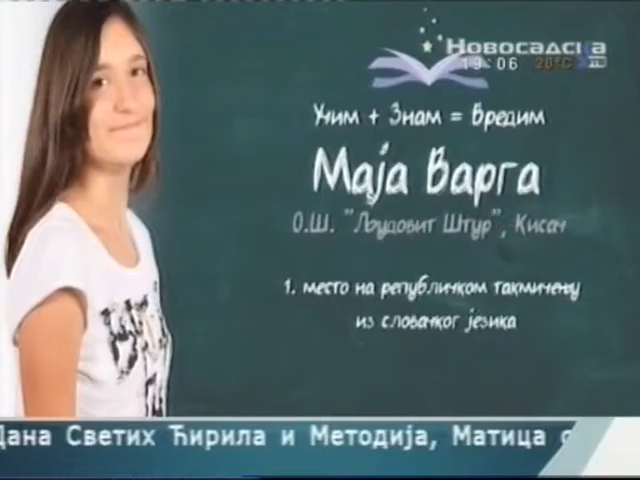 Новосадска
19:06 20°C
Учим + Знам = Вредим
Маја Варга
О.Ш. "Људовит Штур", Кисач
1. место на републичком такмичењу
из словачког језика
Дана Светих Ћирила и Методија, Матица с